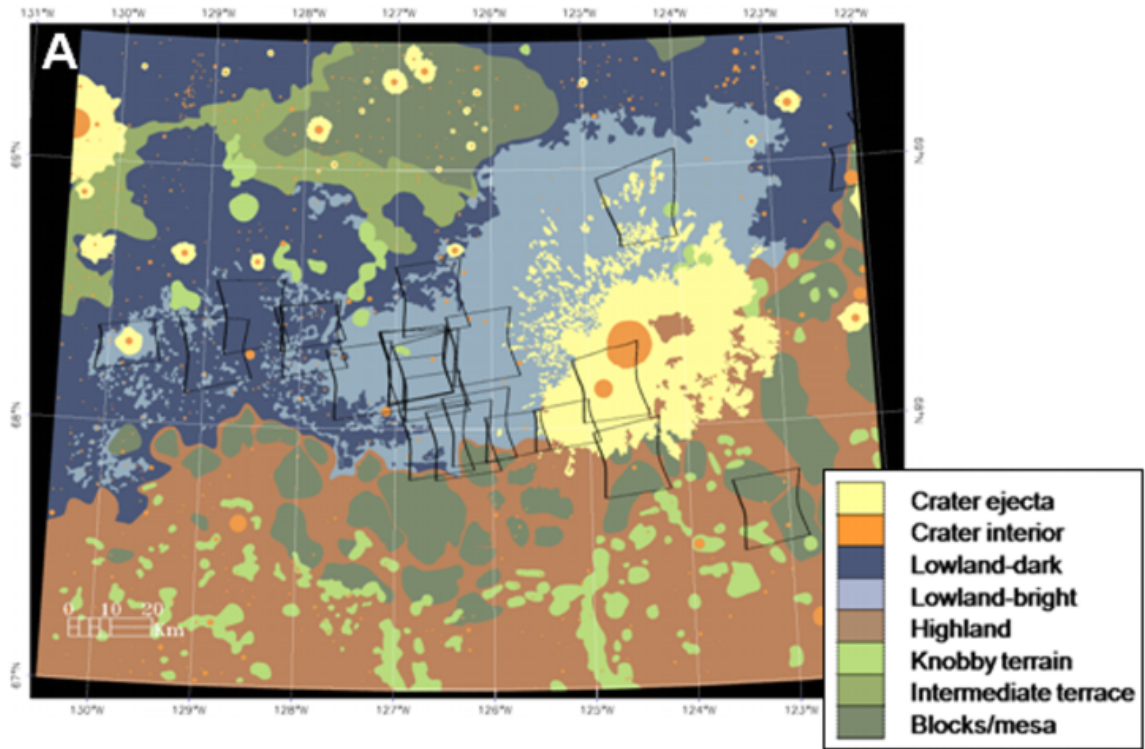 131°W 130°W 129°W 128°W 127°W 126°W 125°W 124°W 123°W 122°W
A
69°N 69°N
68°N 68°N
67°N
0 10 20
Km
130°W 129°W 128°W 127°W 126°W 125°W 124°W 123°W
Crater ejecta
Crater interior
Lowland-dark
Lowland-bright
Highland
Knobby terrain
Intermediate terrace
Blocks/mesa